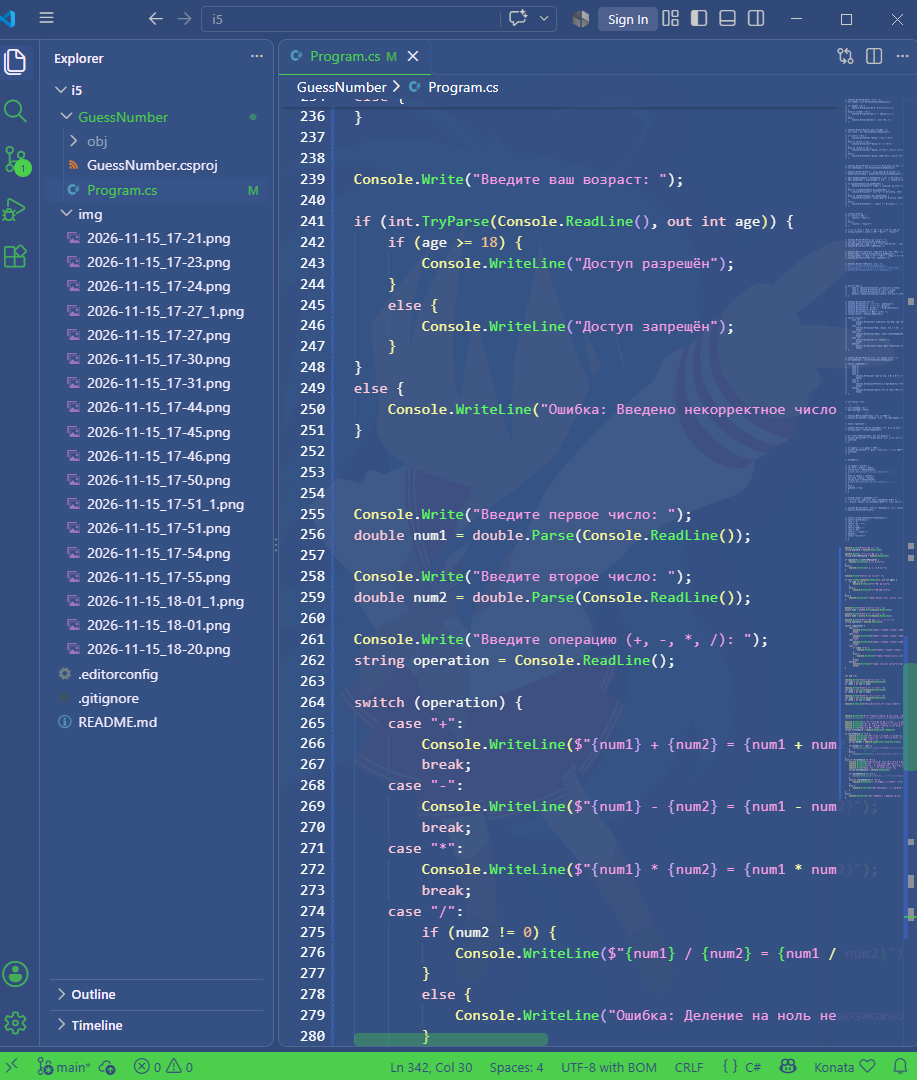 i5
Sign In
Explorer
i5
GuessNumber
obj
GuessNumber.csproj
Program.cs M
img
2026-11-15_17-21.png
2026-11-15_17-23.png
2026-11-15_17-24.png
2026-11-15_17-27_1.png
2026-11-15_17-27.png
2026-11-15_17-30.png
2026-11-15_17-31.png
2026-11-15_17-44.png
2026-11-15_17-45.png
2026-11-15_17-46.png
2026-11-15_17-50.png
2026-11-15_17-51_1.png
2026-11-15_17-51.png
2026-11-15_17-54.png
2026-11-15_17-55.png
2026-11-15_18-01_1.png
2026-11-15_18-01.png
2026-11-15_18-20.png
.editorconfig
.gitignore
README.md
Outline
Timeline
1
Program.cs M
GuessNumber > Program.cs
else {
236 }
237
238
239 Console.Write("Введите ваш возраст: ");
240
241 if (int.TryParse(Console.ReadLine(), out int age)) {
242 if (age >= 18) {
243 Console.WriteLine("Доступ разрешён");
244 }
245 else {
246 Console.WriteLine("Доступ запрещён");
247 }
248 }
249 else {
250 Console.WriteLine("Ошибка: Введено некорректное число
251 }
252
253
254
255 Console.Write("Введите первое число: ");
256 double num1 = double.Parse(Console.ReadLine());
257
258 Console.Write("Введите второе число: ");
259 double num2 = double.Parse(Console.ReadLine());
260
261 Console.Write("Введите операцию (+, -, *, /): ");
262 string operation = Console.ReadLine();
263
264 switch (operation) {
265 case "+":
266 Console.WriteLine($"{num1} + {num2} = {num1 + num
267 break;
268 case "-":
269 Console.WriteLine($"{num1} - {num2} = {num1 - num2}");
270 break;
271 case "*":
272 Console.WriteLine($"{num1} * {num2} = {num1 * num2}");
273 break;
274 case "/":
275 if (num2 != 0) {
276 Console.WriteLine($"{num1} / {num2} = {num1 / num2}")
277 }
278 else {
279 Console.WriteLine("Ошибка: Деление на ноль невозможно
280 }
main* 0 0 Ln 342, Col 30 Spaces: 4 UTF-8 with BOM CRLF { } C# Konata